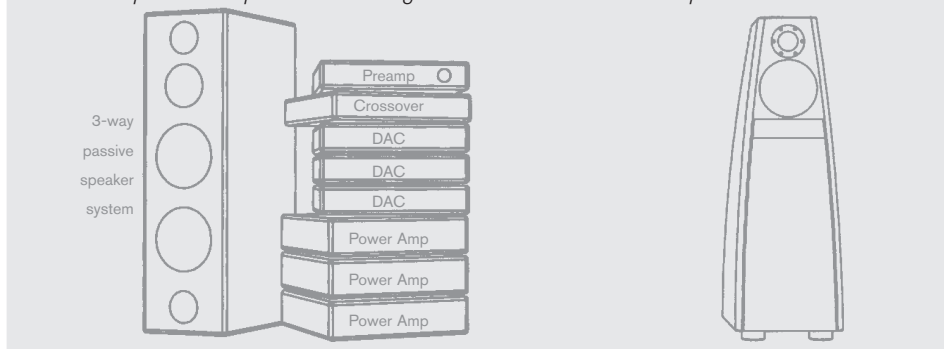 3-way
passive
speaker
system
Preamp
Crossover
DAC
DAC
DAC
Power Amp
Power Amp
Power Amp